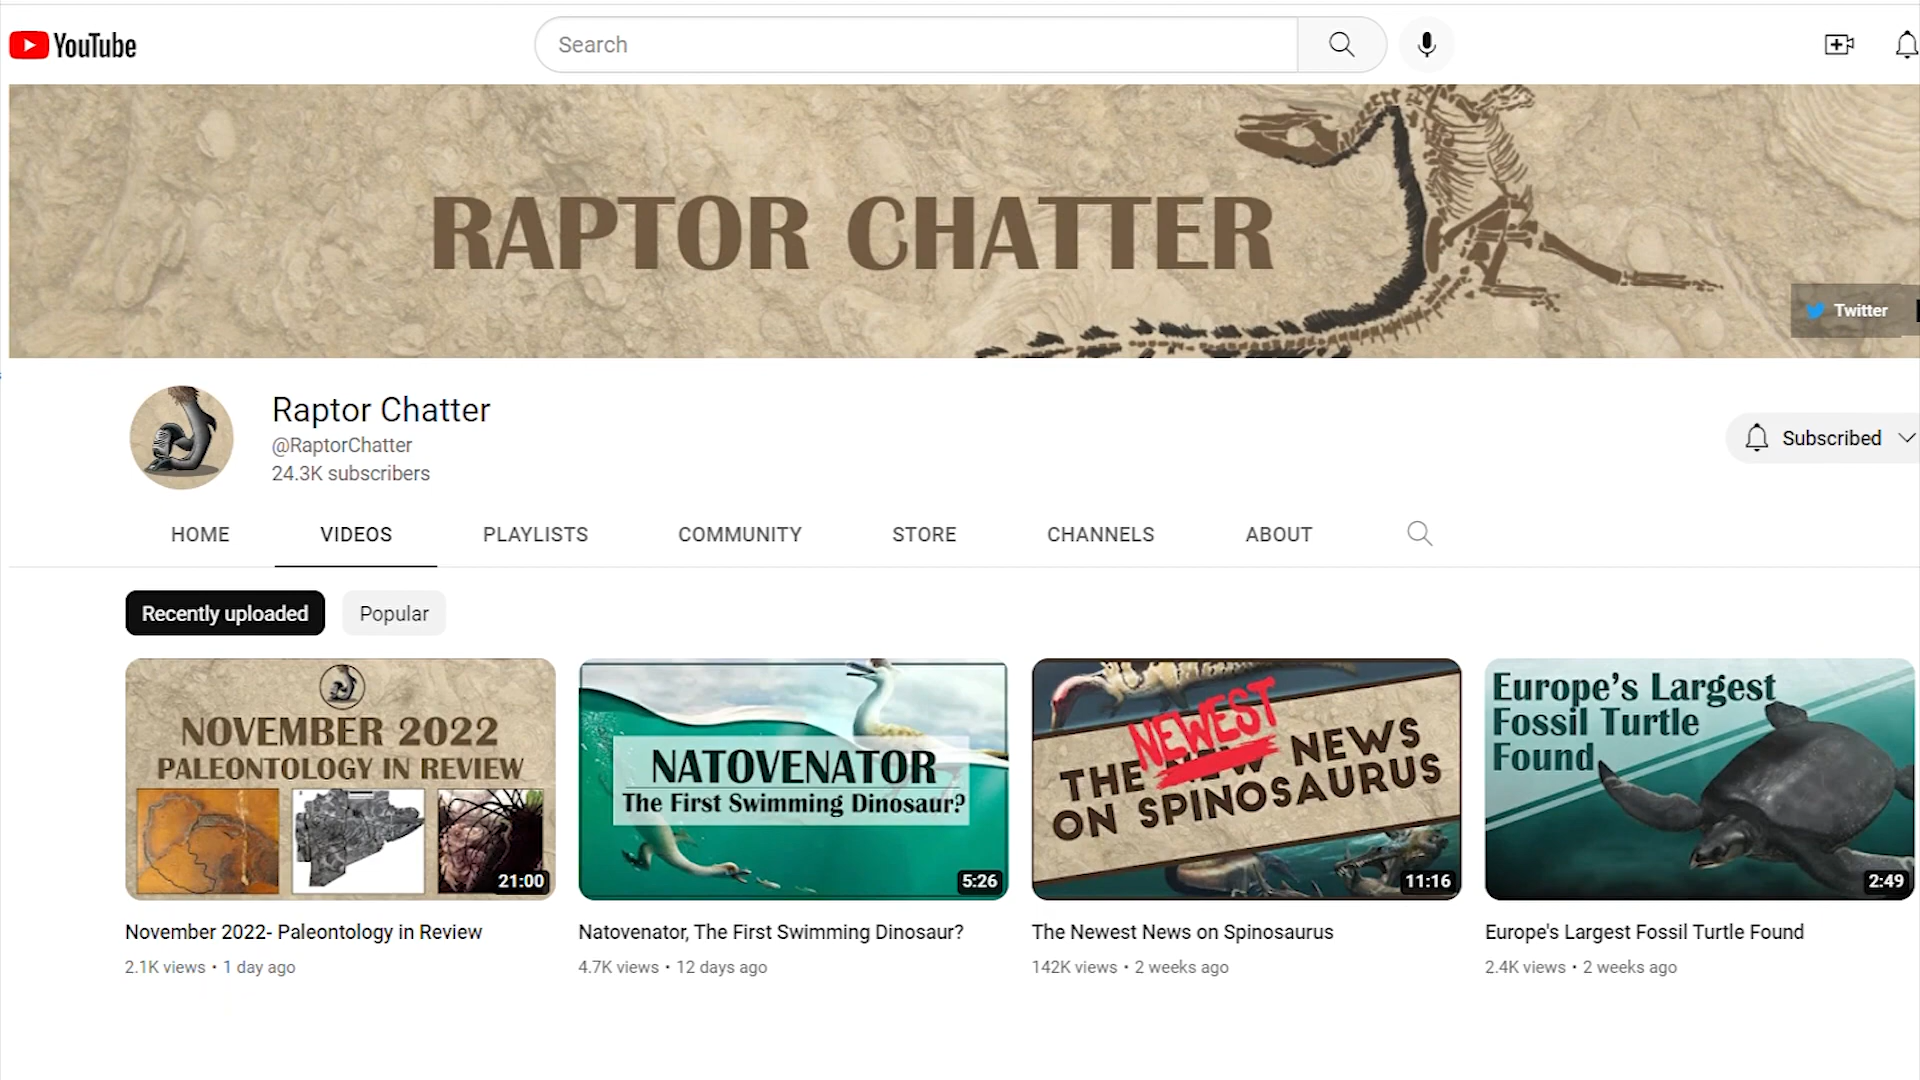 YouTube
Search
RAPTOR CHATTER
Twitter
Raptor Chatter
@RaptorChatter
24.3K subscribers
Subscribed
HOME VIDEOS PLAYLISTS COMMUNITY STORE CHANNELS ABOUT
Recently uploaded Popular
NOVEMBER 2022
PALEONTOLOGY IN REVIEW
21:00
NATOVENATOR
The First Swimming Dinosaur?
5:26
NEWEST
THE NEW NEWS
ON SPINOSAURUS
11:16
Europe's Largest
Fossil Turtle
Found
2:49
November 2022- Paleontology in Review
2.1K views • 1 day ago
Natovenator, The First Swimming Dinosaur?
4.7K views • 12 days ago
The Newest News on Spinosaurus
142K views • 2 weeks ago
Europe's Largest Fossil Turtle Found
2.4K views • 2 weeks ago